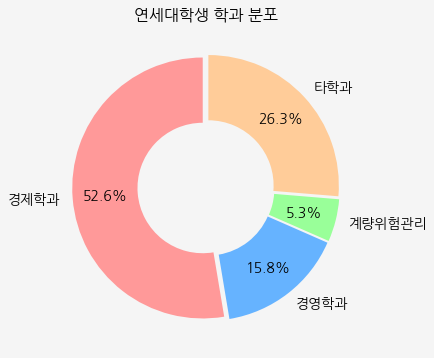 연세대학생 학과 분포
타학과
26.3%
경제학과
52.6%
5.3%
계량위험관리
15.8%
경영학과